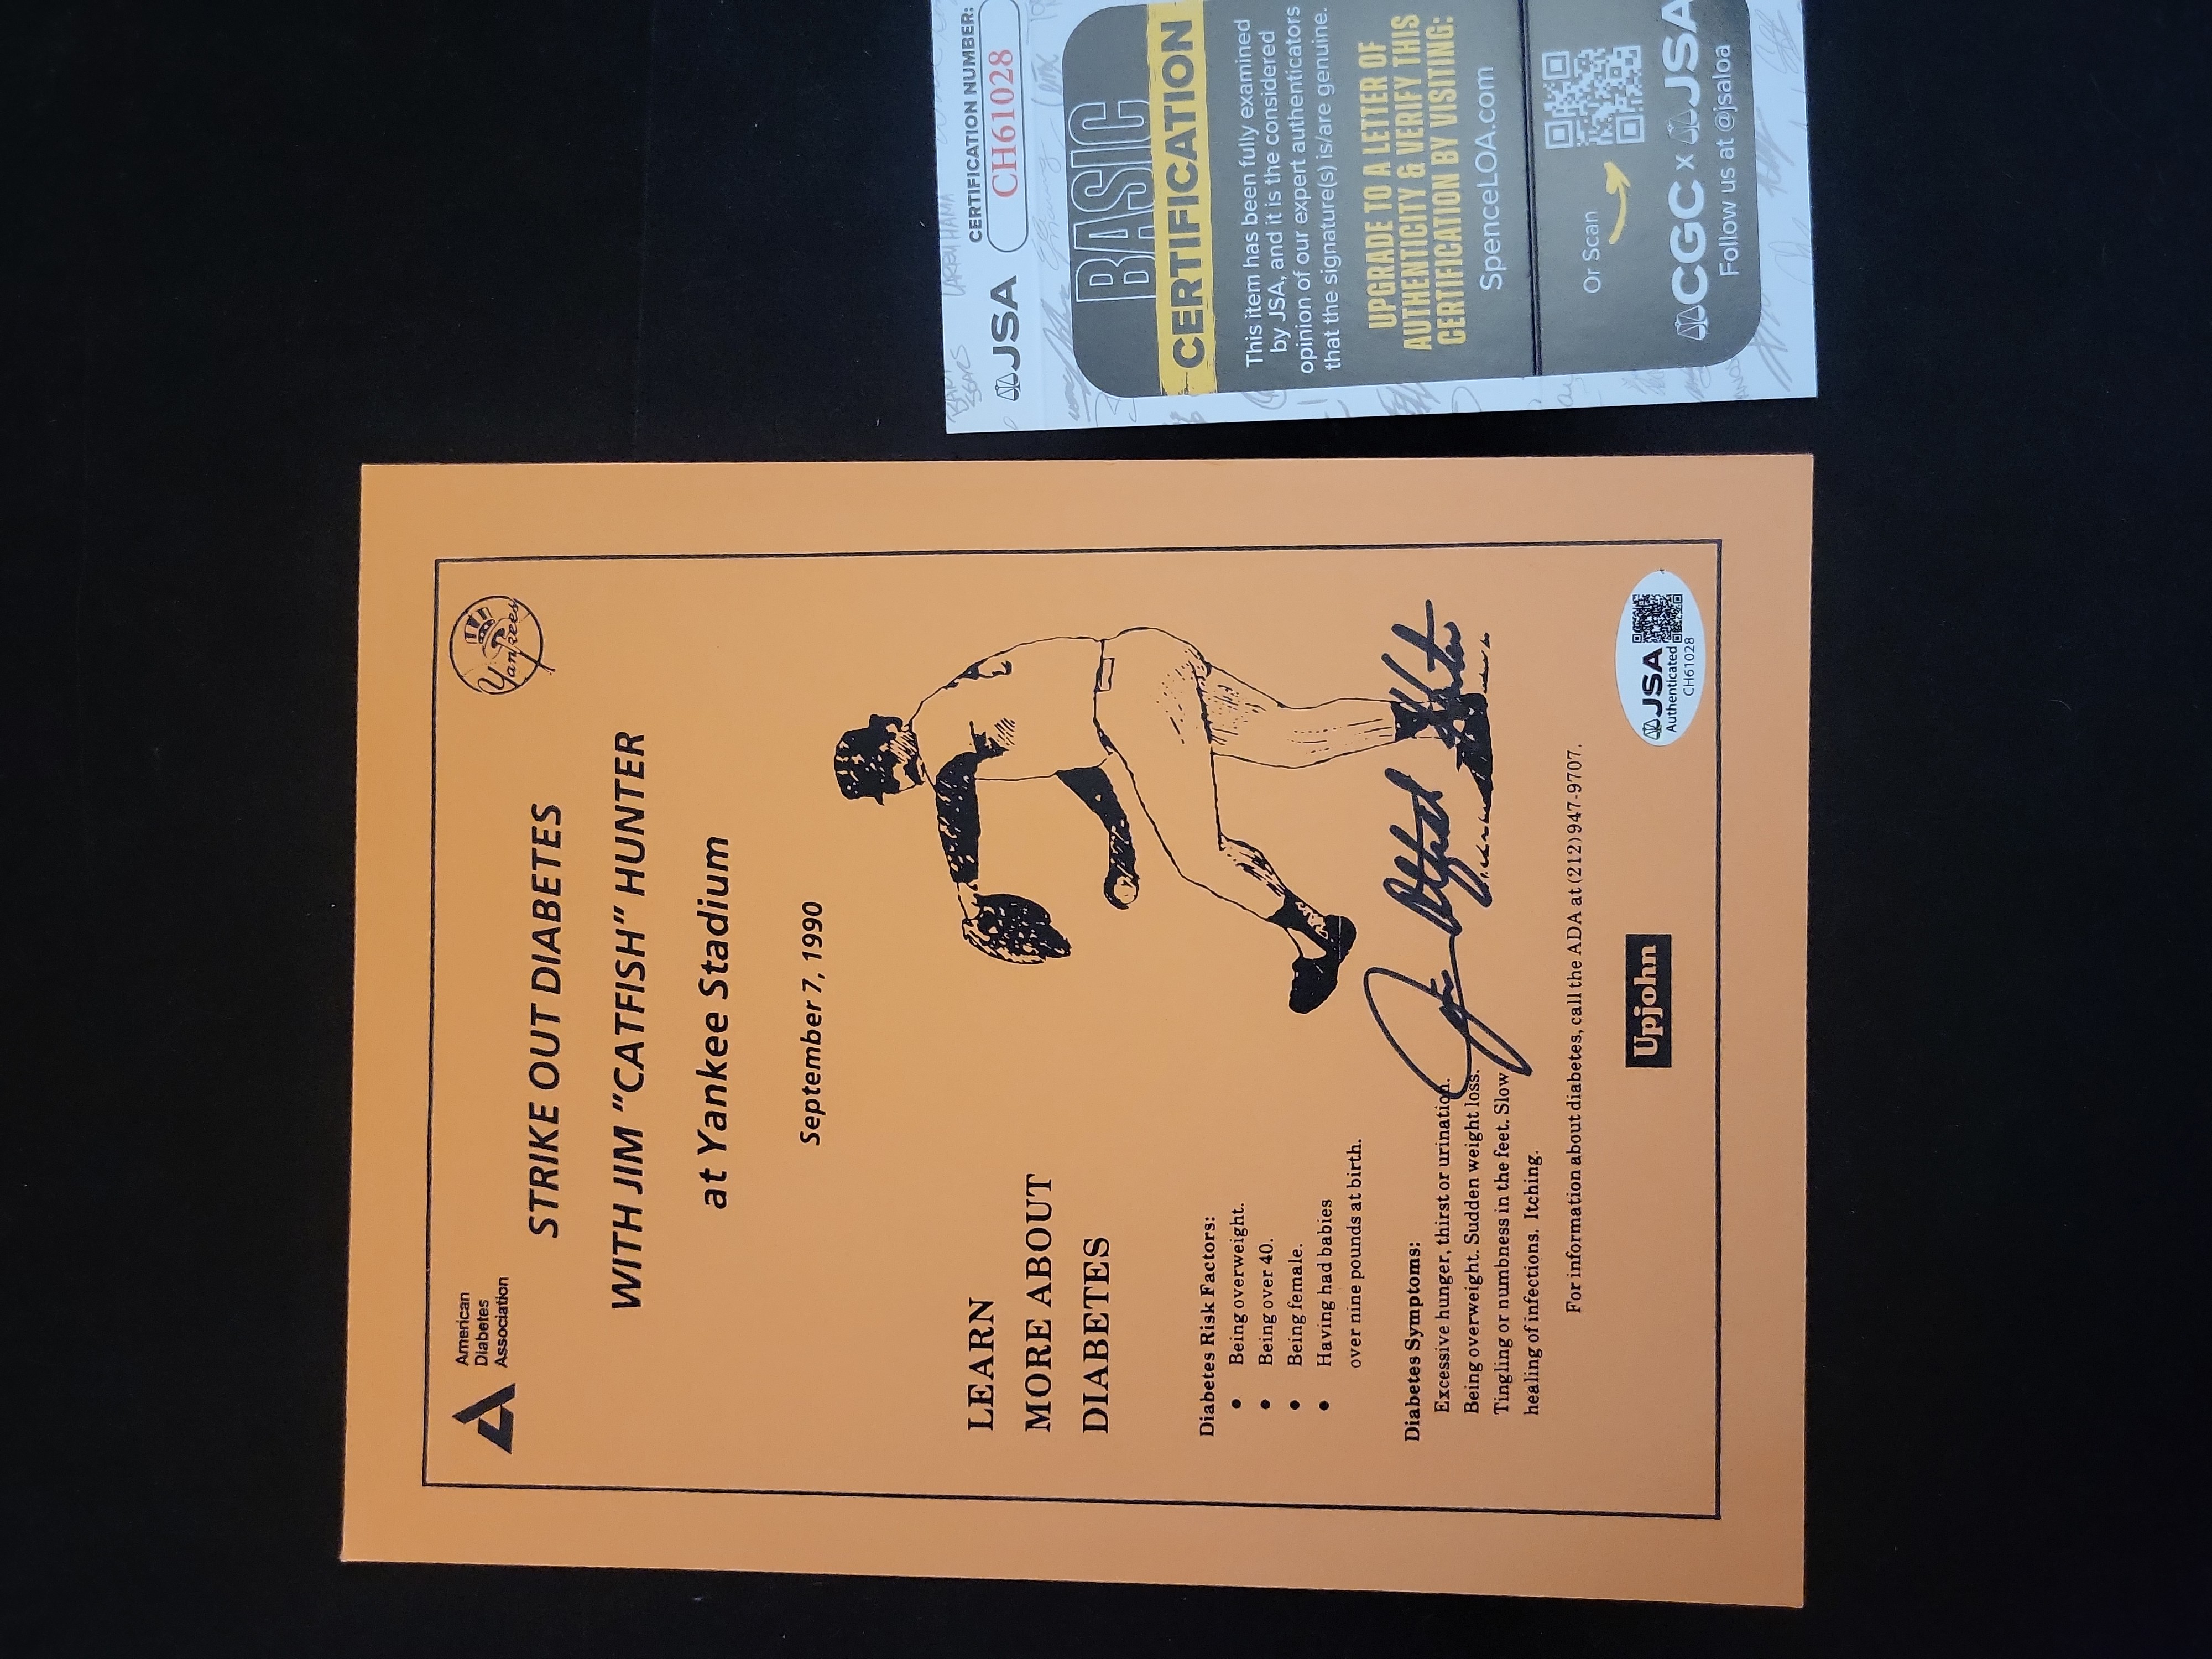 American
Diabetes
Association
Yankees
STRIKE OUT DIABETES
WITH JIM "CATFISH" HUNTER
at Yankee Stadium
September 7, 1990
LEARN
MORE ABOUT
DIABETES
Diabetes Risk Factors:
• Being overweight.
• Being over 40.
• Being female.
• Having had babies
over nine pounds at birth.
Diabetes Symptoms:
Excessive hunger, thirst or urination.
Being overweight. Sudden weight loss.
Tingling or numbness in the feet. Slow
healing of infections. Itching.
Jim Catfish Hunter
For information about diabetes, call the ADA at (212) 947-9707.
Upjohn
JSA
Authenticated
CH61028
JSA
CERTIFICATION NUMBER:
CH61028
BASIC
CERTIFICATION
This item has been fully examined
by JSA, and it is the considered
opinion of our expert authenticators
that the signature(s) is/are genuine.
UPGRADE TO A LETTER OF
AUTHENTICITY & VERIFY THIS
CERTIFICATION BY VISITING:
SpenceLOA.com
Or Scan
CGC x JSA
Follow us at @jsaloa